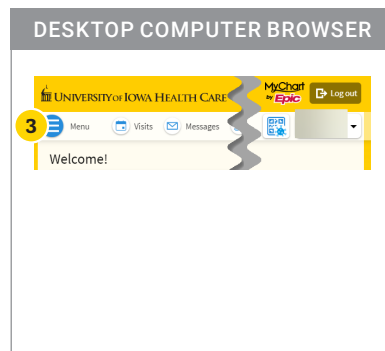 DESKTOP COMPUTER BROWSER
UNIVERSITY OF IOWA HEALTH CARE
MyChart
by Epic
Log out
3
Menu
Visits
Messages
Welcome!